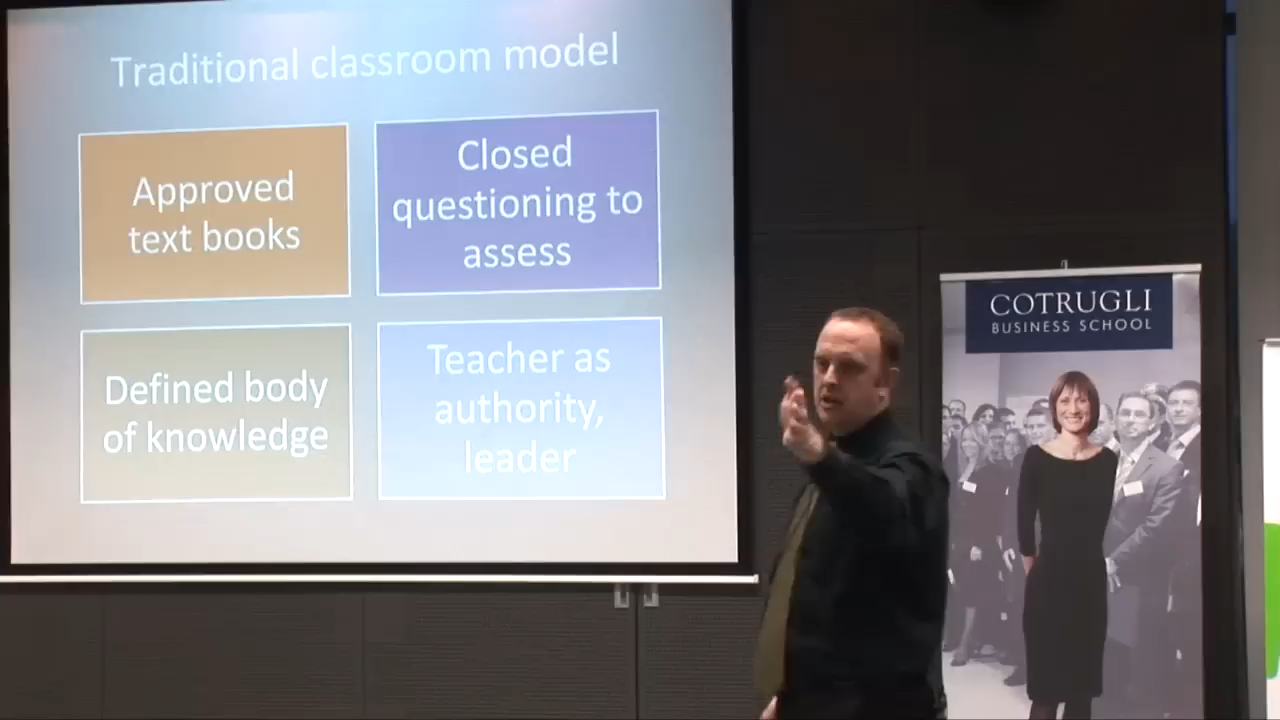 Traditional classroom model
Approved
text books
Closed
questioning to
assess
Defined body
of knowledge
Teacher as
authority,
leader
COTRUGLI
BUSINESS SCHOOL